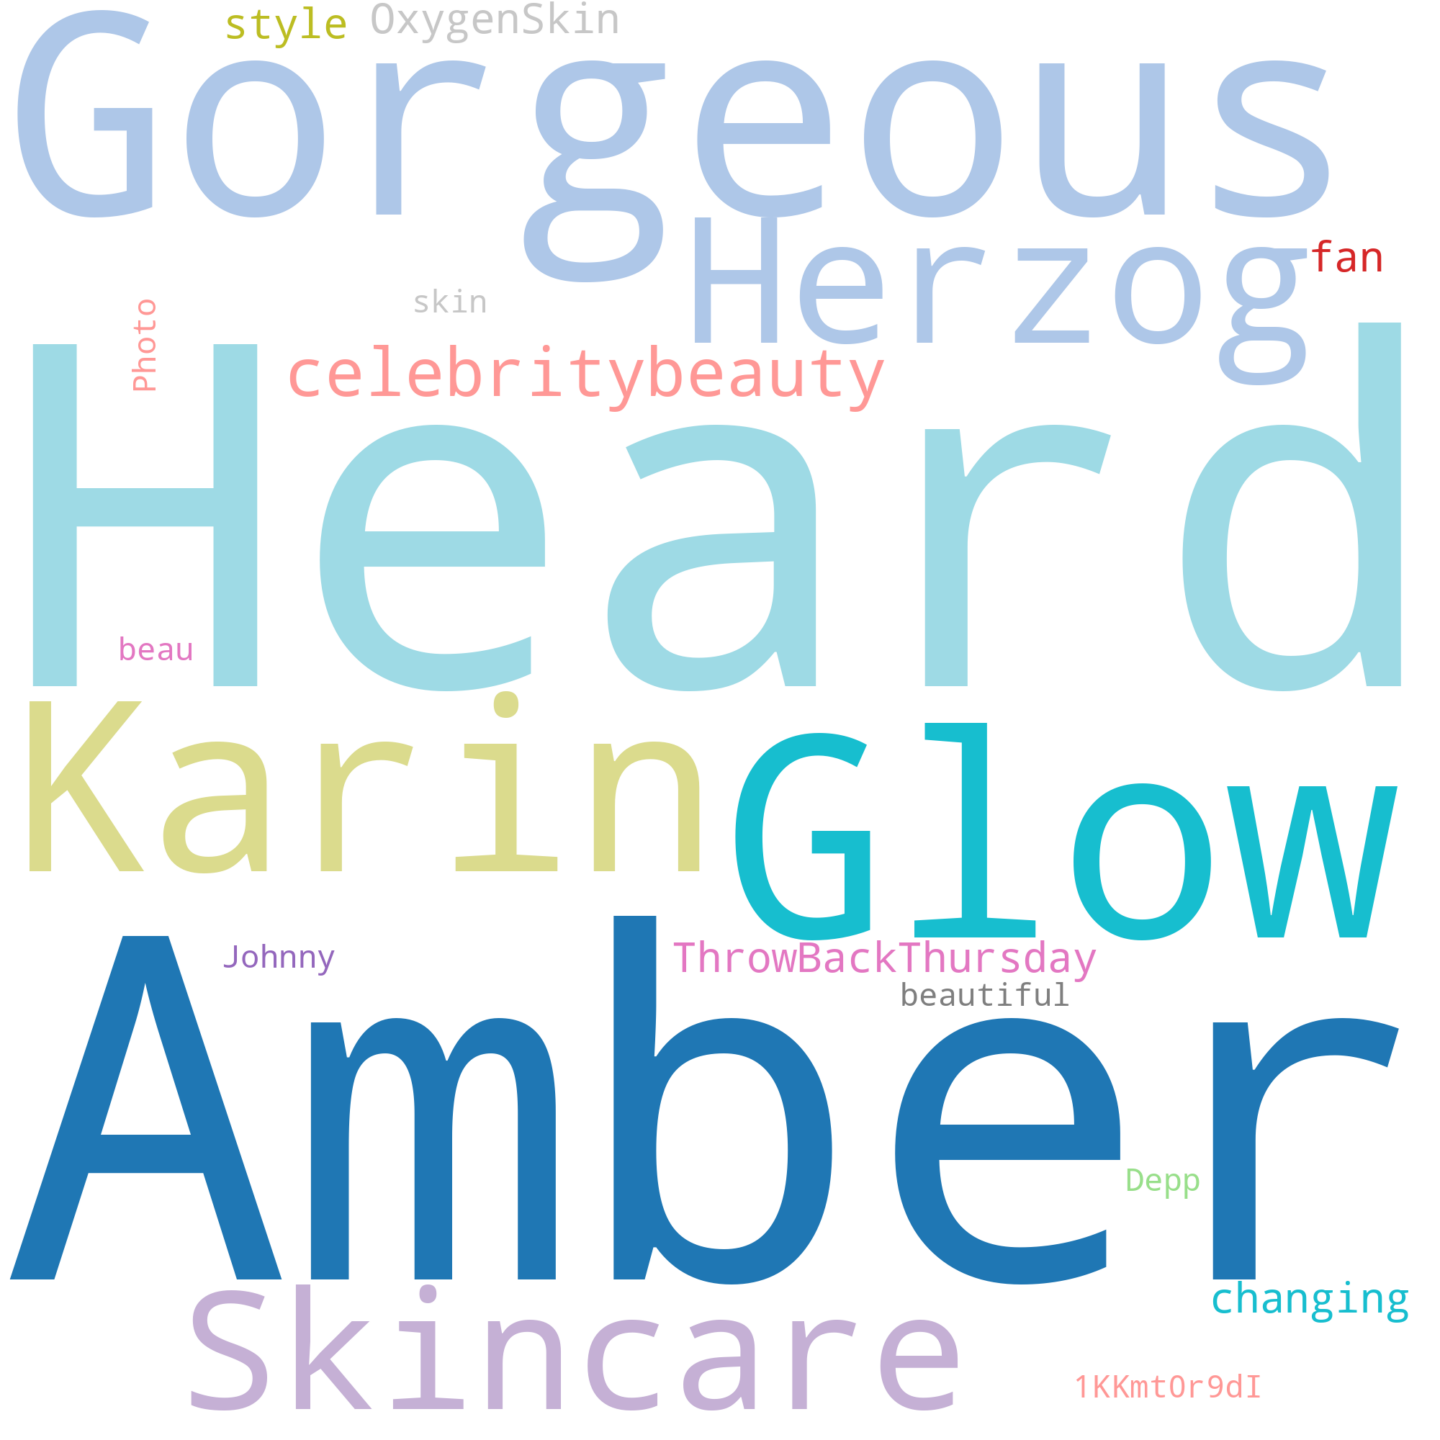 style OxygenSkin
Gorgeous
Herzog fan
skin
Photo
celebritybeauty
Heard
beau
Karin
Glow
Johnny ThrowBackThursday
beautiful
Amber
Depp
changing
Skincare
1KKmtOr9dI